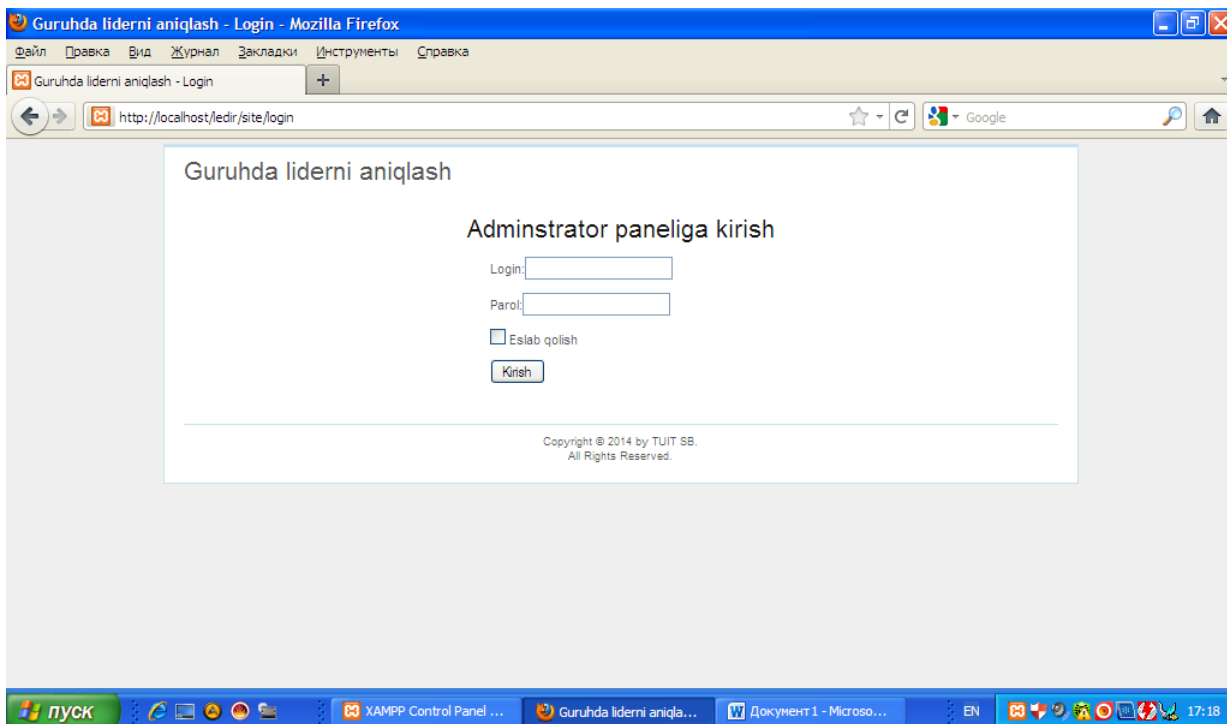 Guruhda liderni aniqlash - Login - Mozilla Firefox
Файл Правка Вид Журнал Закладки Инструменты Справка
Guruhda liderni aniqlash - Login +
http://localhost/ledir/site/login Google
Guruhda liderni aniqlash
Adminstrator paneliga kirish
Login:
Parol:
Eslab qolish
Kirish
Copyright © 2014 by TUIT SB.
All Rights Reserved.
пуск XAMPP Control Panel ... Guruhda liderni aniqla... Документ1 - Microso... EN 17:18